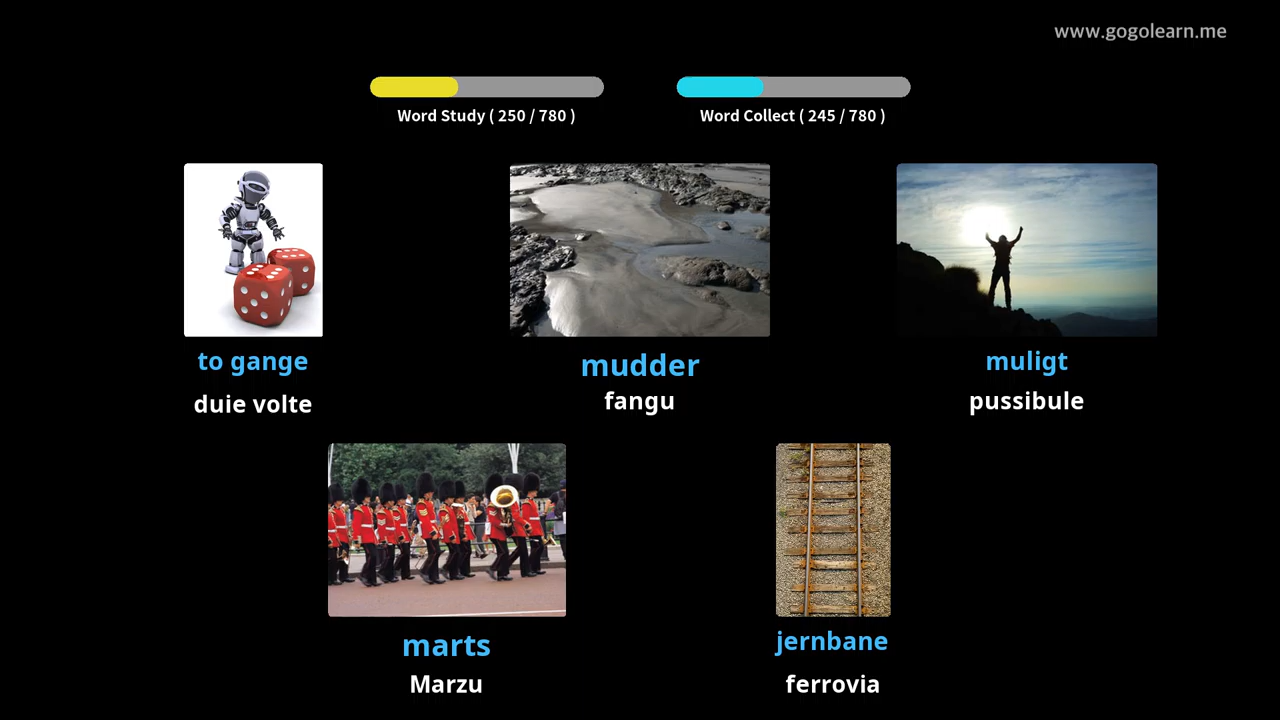 www.gogolearn.me
Word Study ( 250 / 780 )
Word Collect ( 245 / 780 )
to gange
duie volte
mudder
fangu
muligt
pussibule
marts
Marzu
jernbane
ferrovia